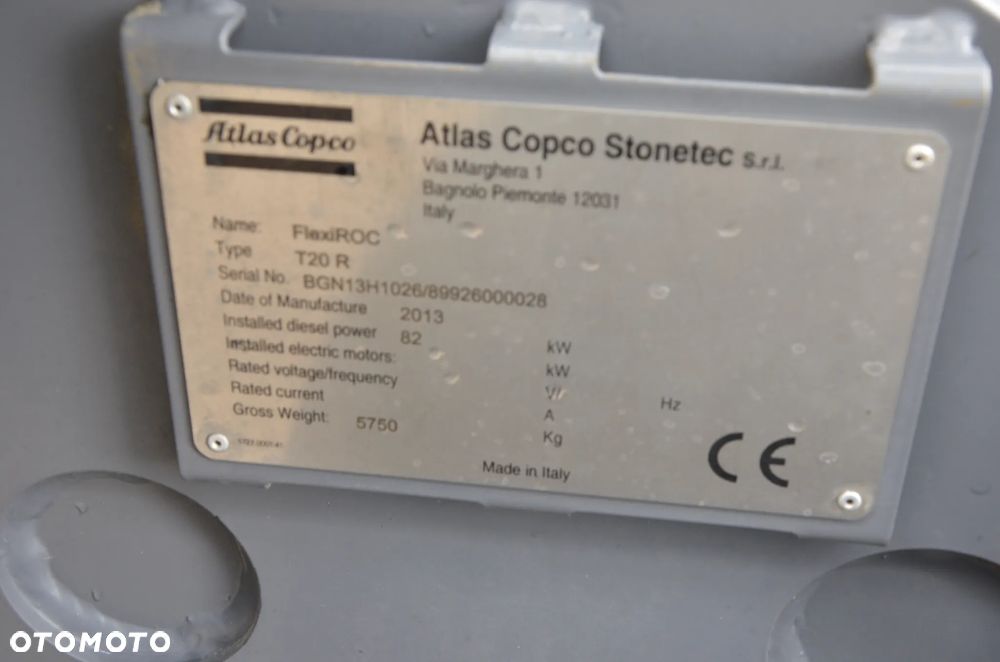 Atlas Copco
Atlas Copco Stonetec s.r.l.
Via Marghera 1
Bagnolo Piemonte 12031
Italy
Name: FlexiROC
Type T20 R
Serial No. BGN13H1026/89926000028
Date of Manufacture 2013
Installed diesel power 82 kW
Installed electric motors: kW
Rated voltage/frequency V/ Hz
Rated current A
Gross Weight: 5750 Kg
Made in Italy
CE
OTOMOTO